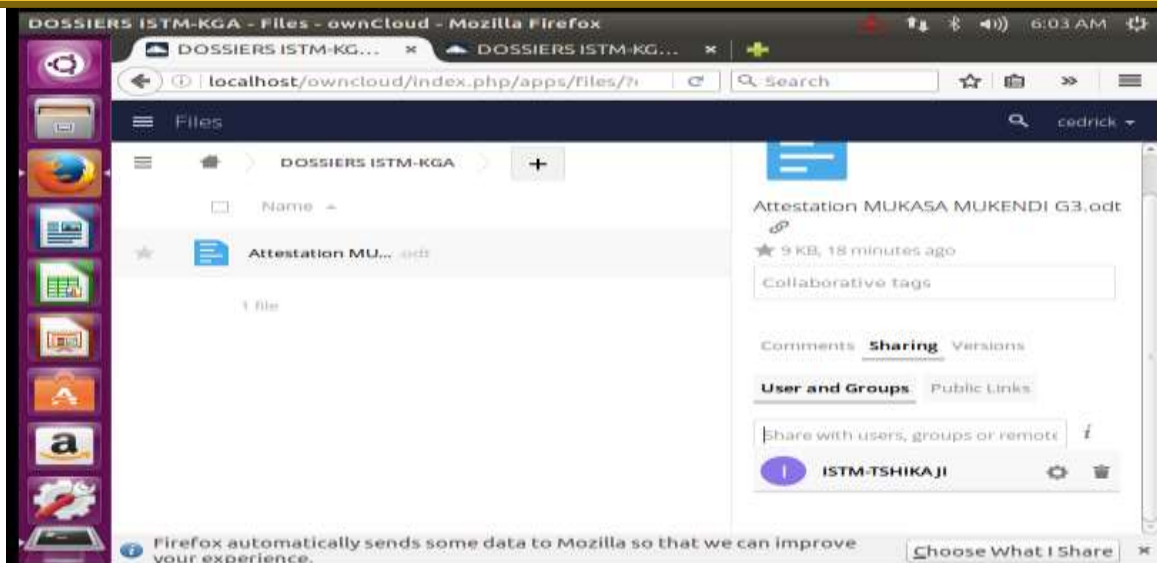 DOSSIERS ISTM-KGA - Files - ownCloud - Mozilla Firefox
6:03 AM
DOSSIERS ISTM-KG... ×
DOSSIERS ISTM-KG... ×
localhost/owncloud/index.php/apps/files/?
Search
Files
cedrick
DOSSIERS ISTM-KGA
+
Name
Attestation MU... .odt
1 file
Attestation MUKASA MUKENDI G3.odt
9 KB, 18 minutes ago
Collaborative tags
Comments Sharing Versions
User and Groups Public Links
Share with users, groups or remote i
I ISTM-TSHIKAJI
Firefox automatically sends some data to Mozilla so that we can improve
your experience.
Choose What I Share ×